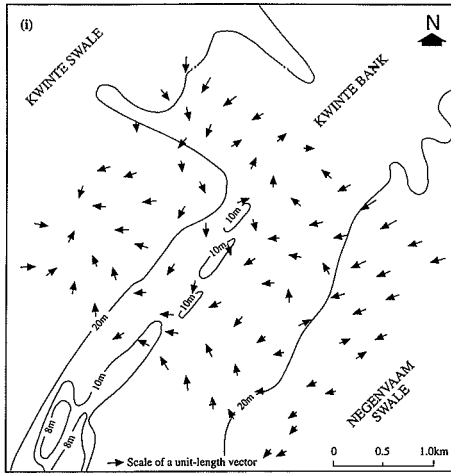 (i)
N
KWINTE SWALE
KWINTE BANK
10m
10m
10m
20m
10m
20m
8m
8m
NEGENVAAM
SWALE
Scale of a unit-length vector
0 0.5 1.0km